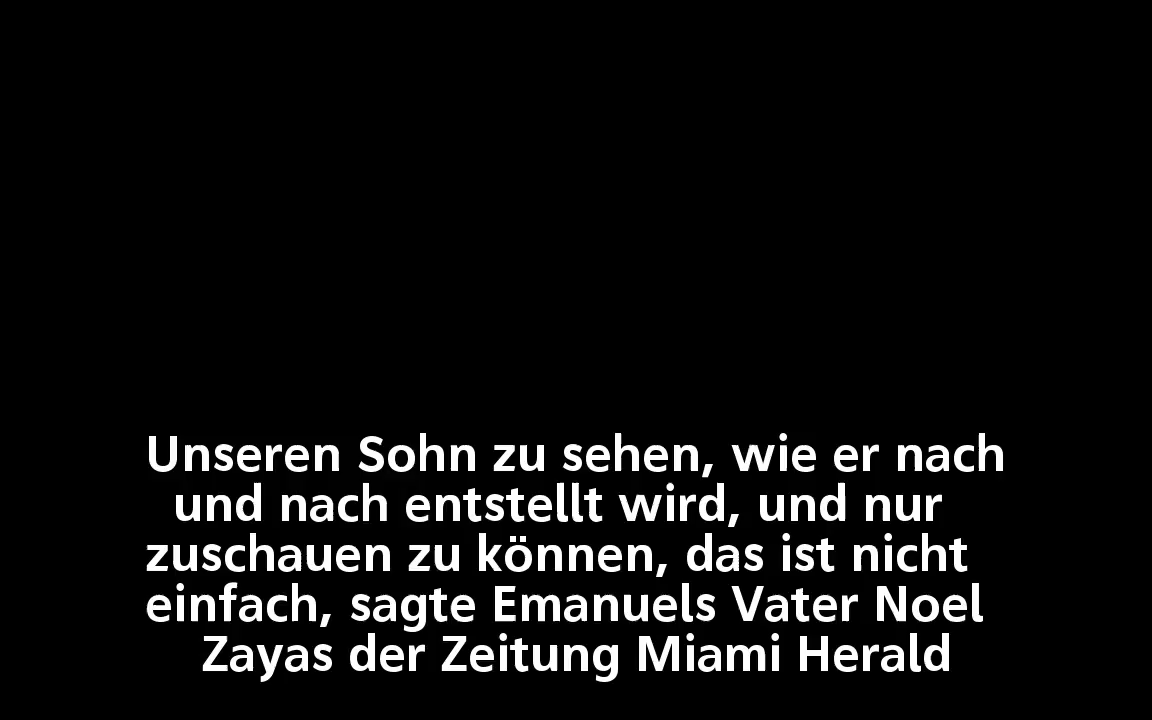 Unseren Sohn zu sehen, wie er nach
und nach entstellt wird, und nur
zuschauen zu können, das ist nicht
einfach, sagte Emanuels Vater Noel
Zayas der Zeitung Miami Herald